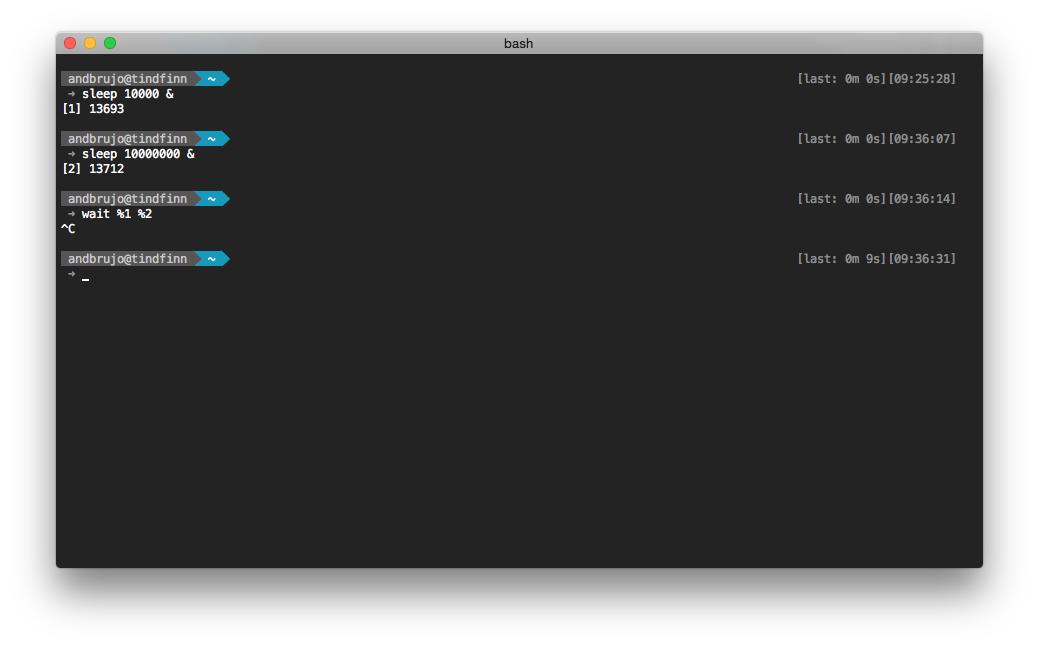 bash
andbrujo@tindfinn ~ [last: 0m 0s][09:25:28]
➜ sleep 10000 &
[1] 13693
andbrujo@tindfinn ~ [last: 0m 0s][09:36:07]
➜ sleep 10000000 &
[2] 13712
andbrujo@tindfinn ~ [last: 0m 0s][09:36:14]
➜ wait %1 %2
^C
andbrujo@tindfinn ~ [last: 0m 9s][09:36:31]
➜ _